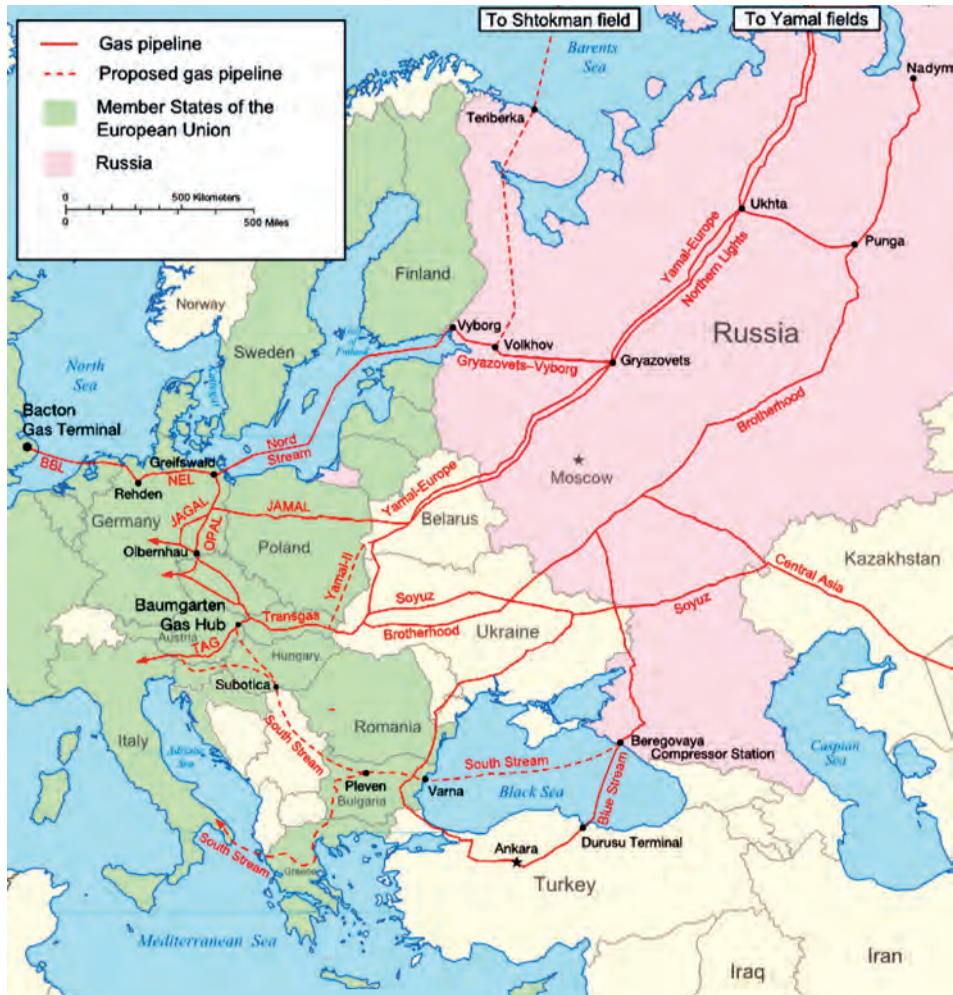 To Shtokman field
To Yamal fields
Gas pipeline
Proposed gas pipeline
Member States of the
European Union
Russia
0 500 Kilometers
0 500 Miles
Barents
Sea
Nadym
Teriberka
Ukhta
Punga
Yamal-Europe
Northern Lights
Finland
Norway
Russia
Sweden
Vyborg
Volkhov
Gryazovets
Gryazovets–Vyborg
North
Sea
Brotherhood
Bacton
Gas Terminal
BBL
Greifswald
Nord
Stream
NEL
Rehden
Moscow
Yamal-Europe
JAGAL
JAMAL
Belarus
Germany
OPAL
Poland
Olbernhau
Yamal-II
Kazakhstan
Central Asia
Soyuz
Soyuz
Baumgarten
Gas Hub
Transgas
Brotherhood
Ukraine
Austria
TAG
Hungary
Subotica
Romania
Italy
Adriatic
Sea
South Stream
Beregovaya
Compressor Station
Caspian
Sea
South Stream
Pleven
Bulgaria
Varna
Black Sea
Blue Stream
South Stream
Durusu Terminal
Ankara
Greece
Turkey
Mediterranean Sea
Iraq
Iran